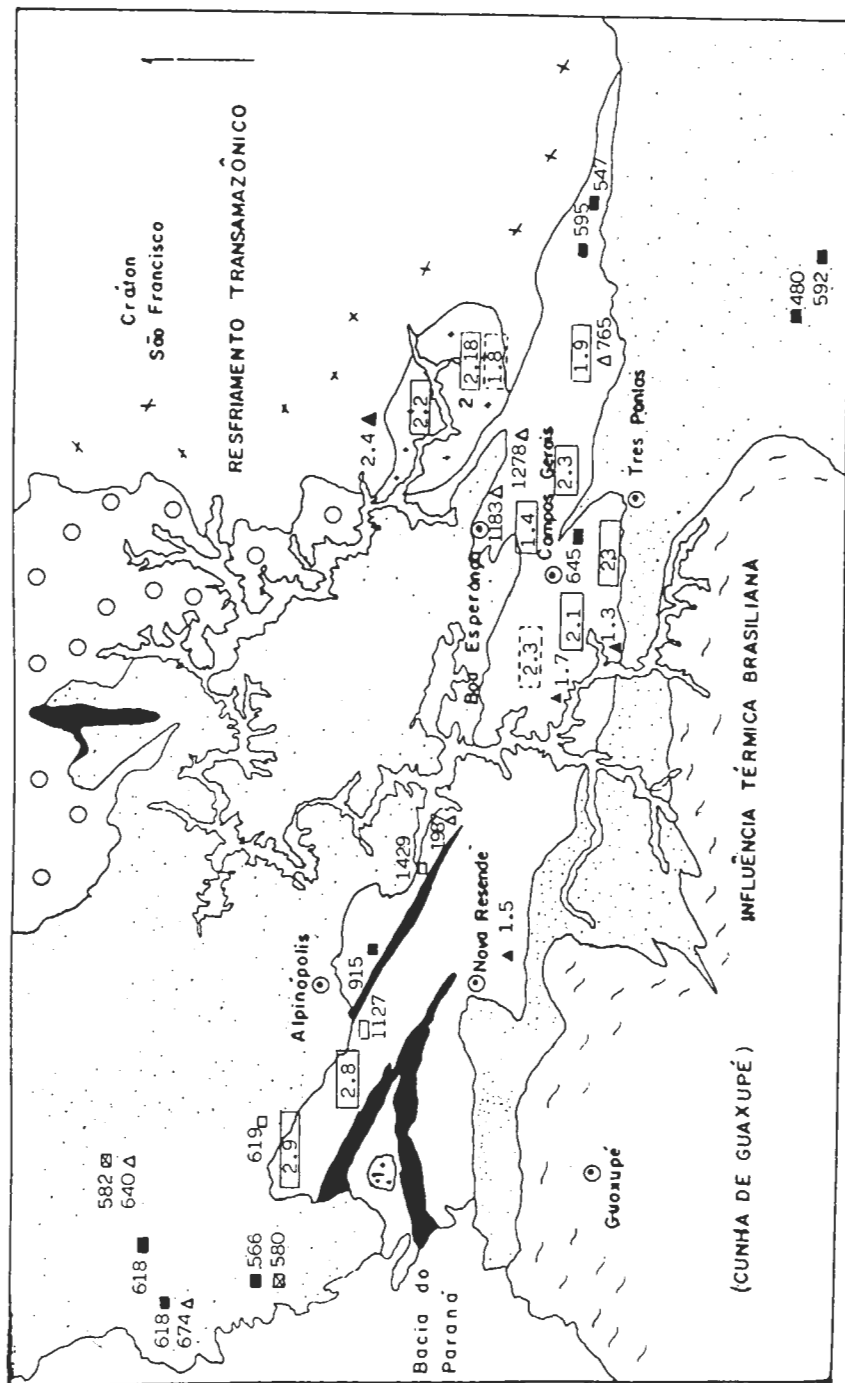 Cráton
São Francisco
RESFRIAMENTO TRANSAMAZÔNICO
582
640
618
618
674
619
566
580
2.9
2.8
Alpinópolis
915
1127
1429
2.4
2.2
2.18
2
1.8
Boa Esperança
1183
1278
1.4
Campos Gerais
2.3
645
23
2.1
2.3
1.7
1.3
1.9
765
595
547
Tres Pontas
480
592
Nova Resende
1.5
Bacia do
Paraná
Guaxupé
(CUNHA DE GUAXUPÉ)
INFLUÊNCIA TÉRMICA BRASILIANA